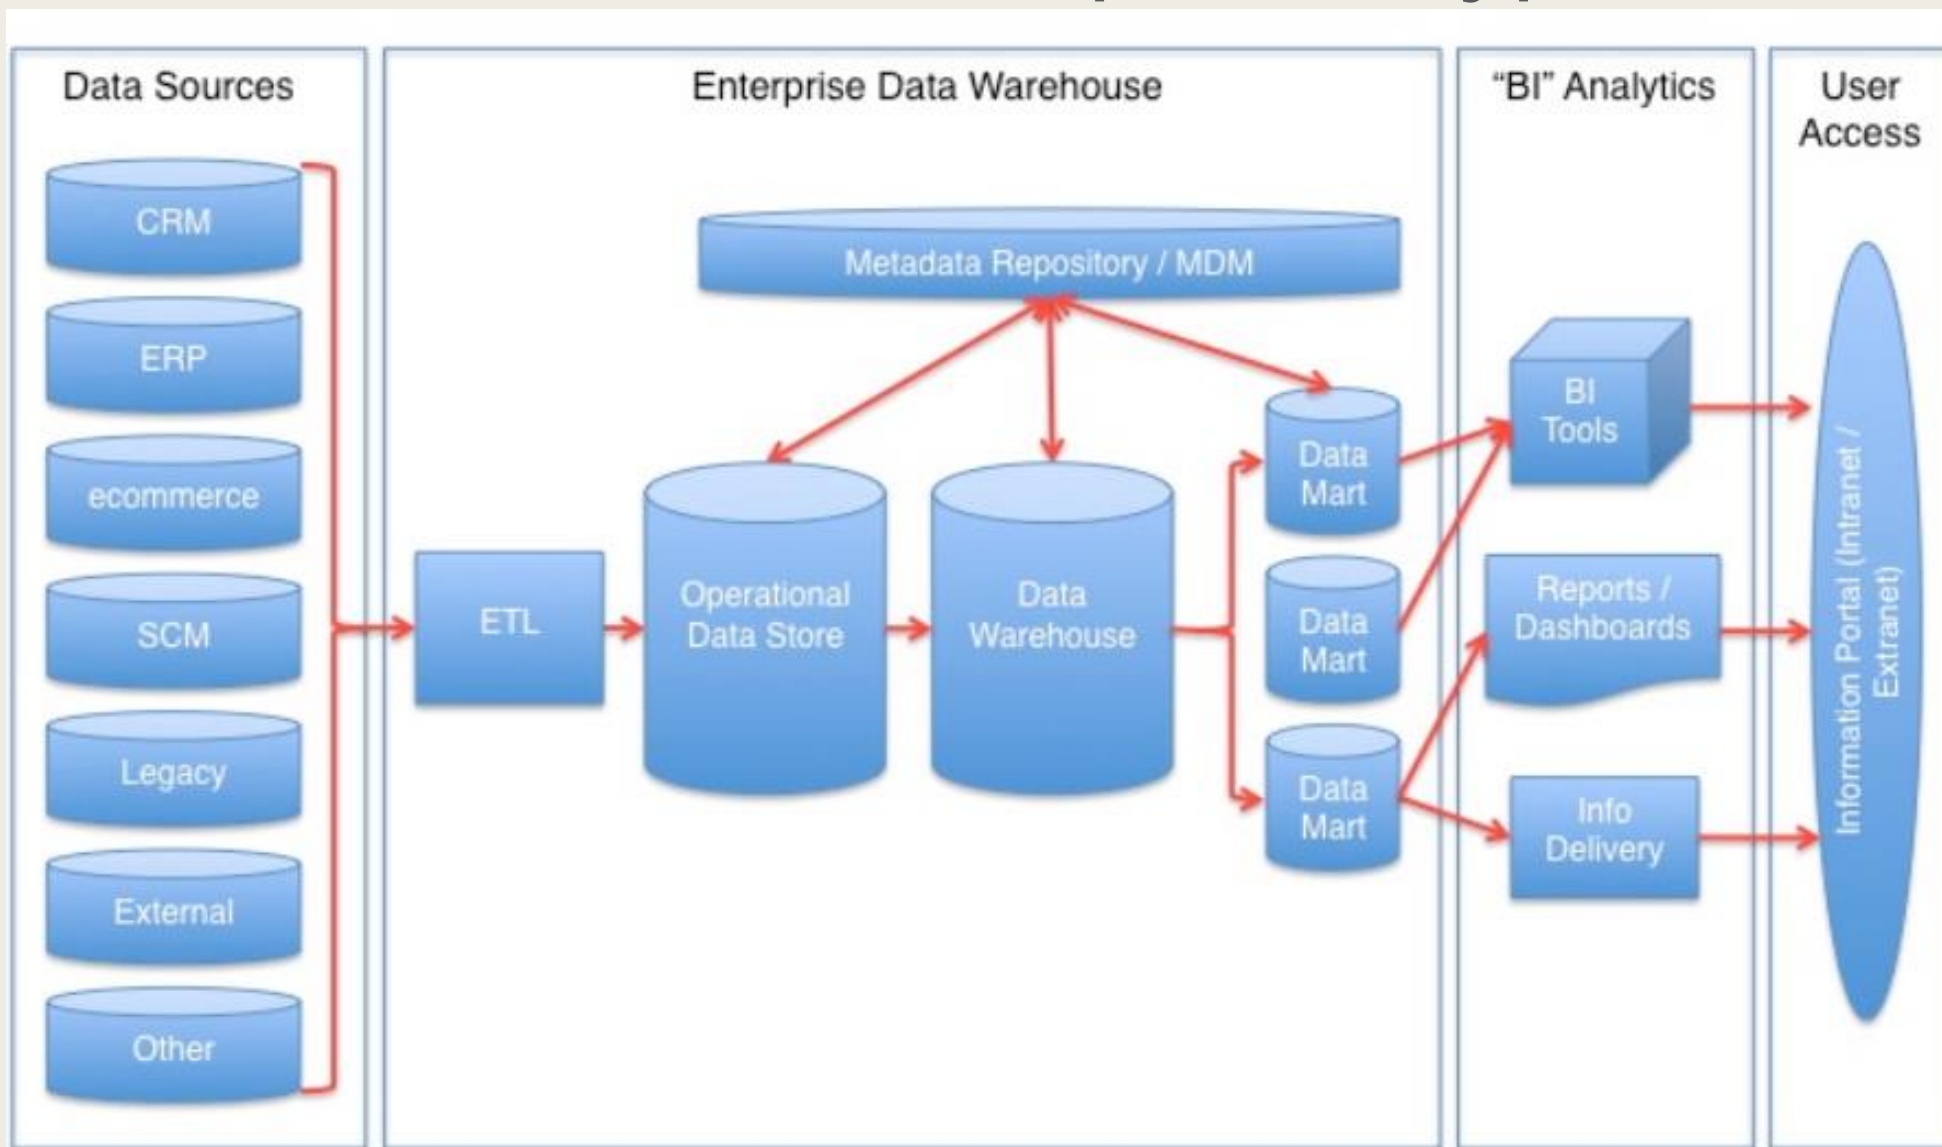 Data Sources
CRM
ERP
ecommerce
SCM
Legacy
External
Other
Enterprise Data Warehouse
Metadata Repository / MDM
ETL
Operational
Data Store
Data
Warehouse
Data
Mart
Data
Mart
Data
Mart
“BI” Analytics
BI
Tools
Reports /
Dashboards
Info
Delivery
User
Access
Information Portal (Intranet /
Extranet)